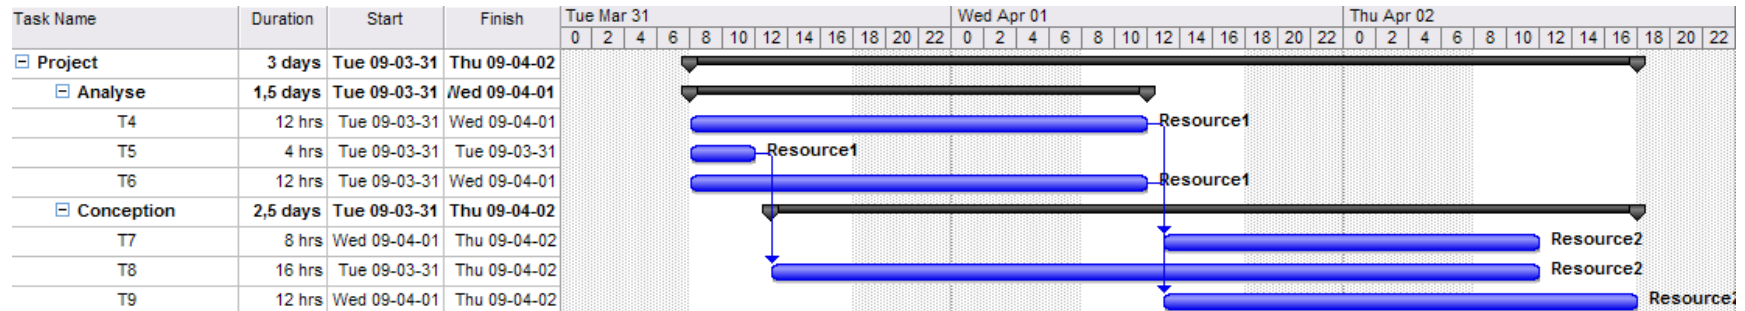 Task Name Duration Start Finish Tue Mar 31 Wed Apr 01 Thu Apr 02
0 2 4 6 8 10 12 14 16 18 20 22 0 2 4 6 8 10 12 14 16 18 20 22 0 2 4 6 8 10 12 14 16 18 20 22
Project 3 days Tue 09-03-31 Thu 09-04-02
Analyse 1,5 days Tue 09-03-31 Wed 09-04-01
T4 12 hrs Tue 09-03-31 Wed 09-04-01 Resource1
T5 4 hrs Tue 09-03-31 Tue 09-03-31 Resource1
T6 12 hrs Tue 09-03-31 Wed 09-04-01 Resource1
Conception 2,5 days Tue 09-03-31 Thu 09-04-02
T7 8 hrs Wed 09-04-01 Thu 09-04-02 Resource2
T8 16 hrs Tue 09-03-31 Thu 09-04-02 Resource2
T9 12 hrs Wed 09-04-01 Thu 09-04-02 Resource2